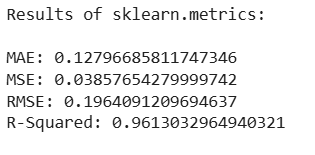 Results of sklearn.metrics:
MAE: 0.12796685811747346
MSE: 0.03857654279999742
RMSE: 0.1964091209694637
R-Squared: 0.9613032964940321